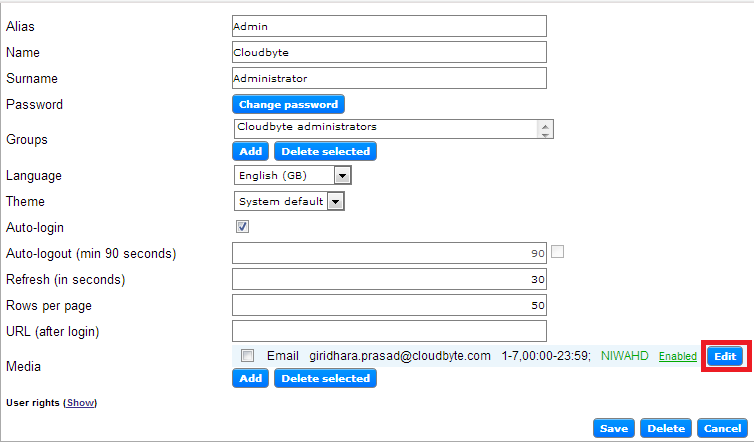 Alias Admin
Name Cloudbyte
Surname Administrator
Password Change password
Groups Cloudbyte administrators
Add Delete selected
Language English (GB)
Theme System default
Auto-login
Auto-logout (min 90 seconds) 90
Refresh (in seconds) 30
Rows per page 50
URL (after login)
Media Email giridhara.prasad@cloudbyte.com 1-7,00:00-23:59; NIWAHD Enabled Edit
Add Delete selected
User rights (Show)
Save Delete Cancel